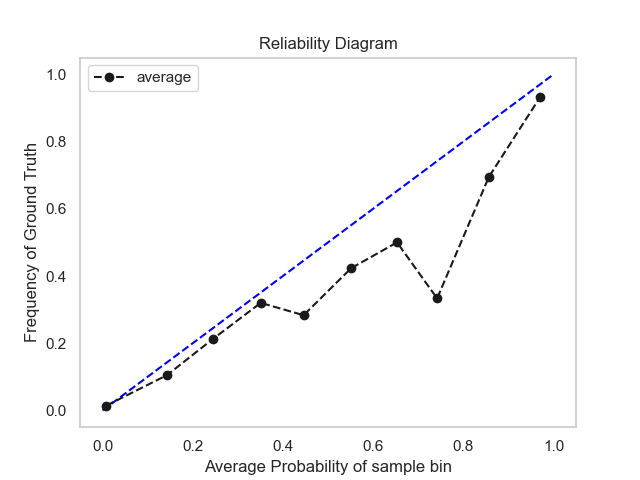 Reliability Diagram
average
Frequency of Ground Truth
1.0
0.8
0.6
0.4
0.2
0.0
0.0 0.2 0.4 0.6 0.8 1.0
Average Probability of sample bin